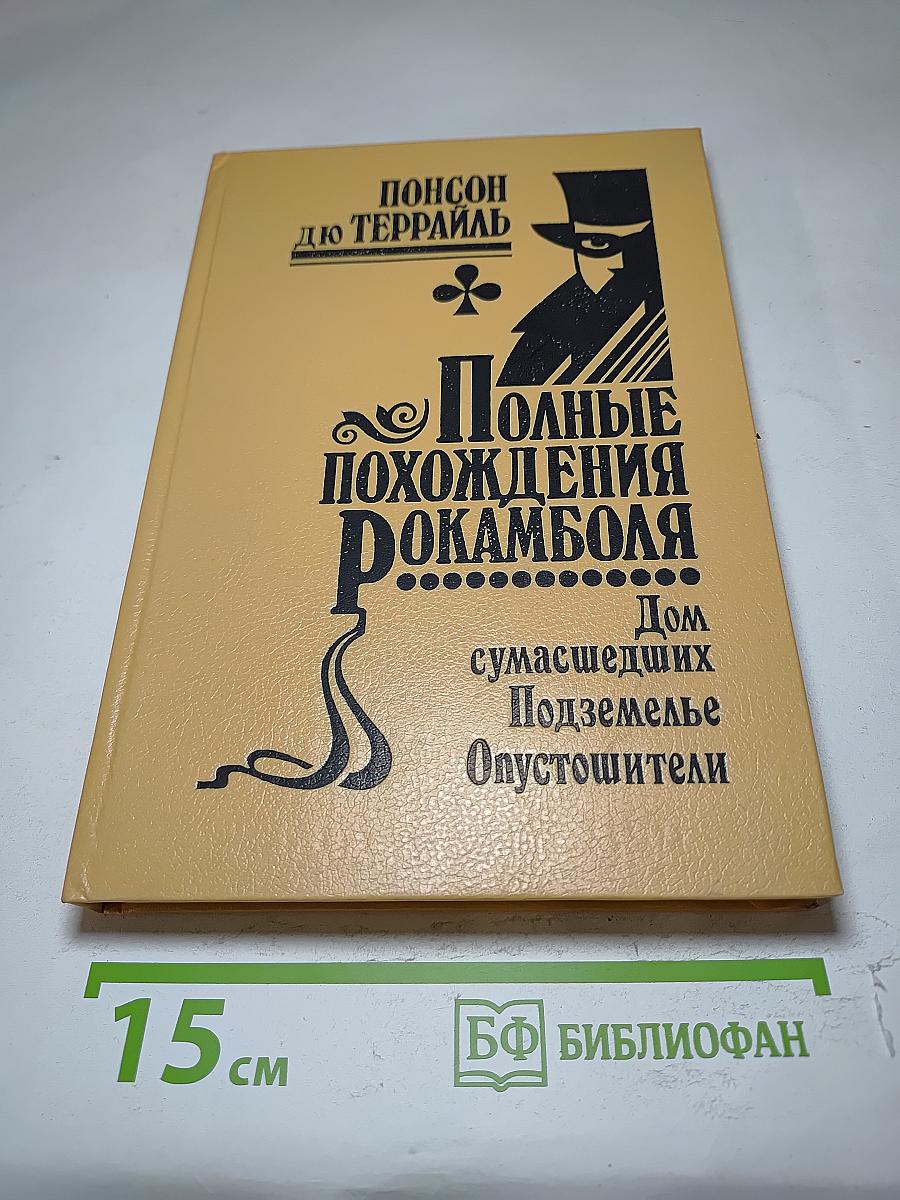 ПОНСОН
ДЮ ТЕРРАЙЛЬ
Полные
похождения
Рокамболя
Дом
сумасшедших
Подземелье
Опустошители
15 см
БФ БИБЛИОФАН